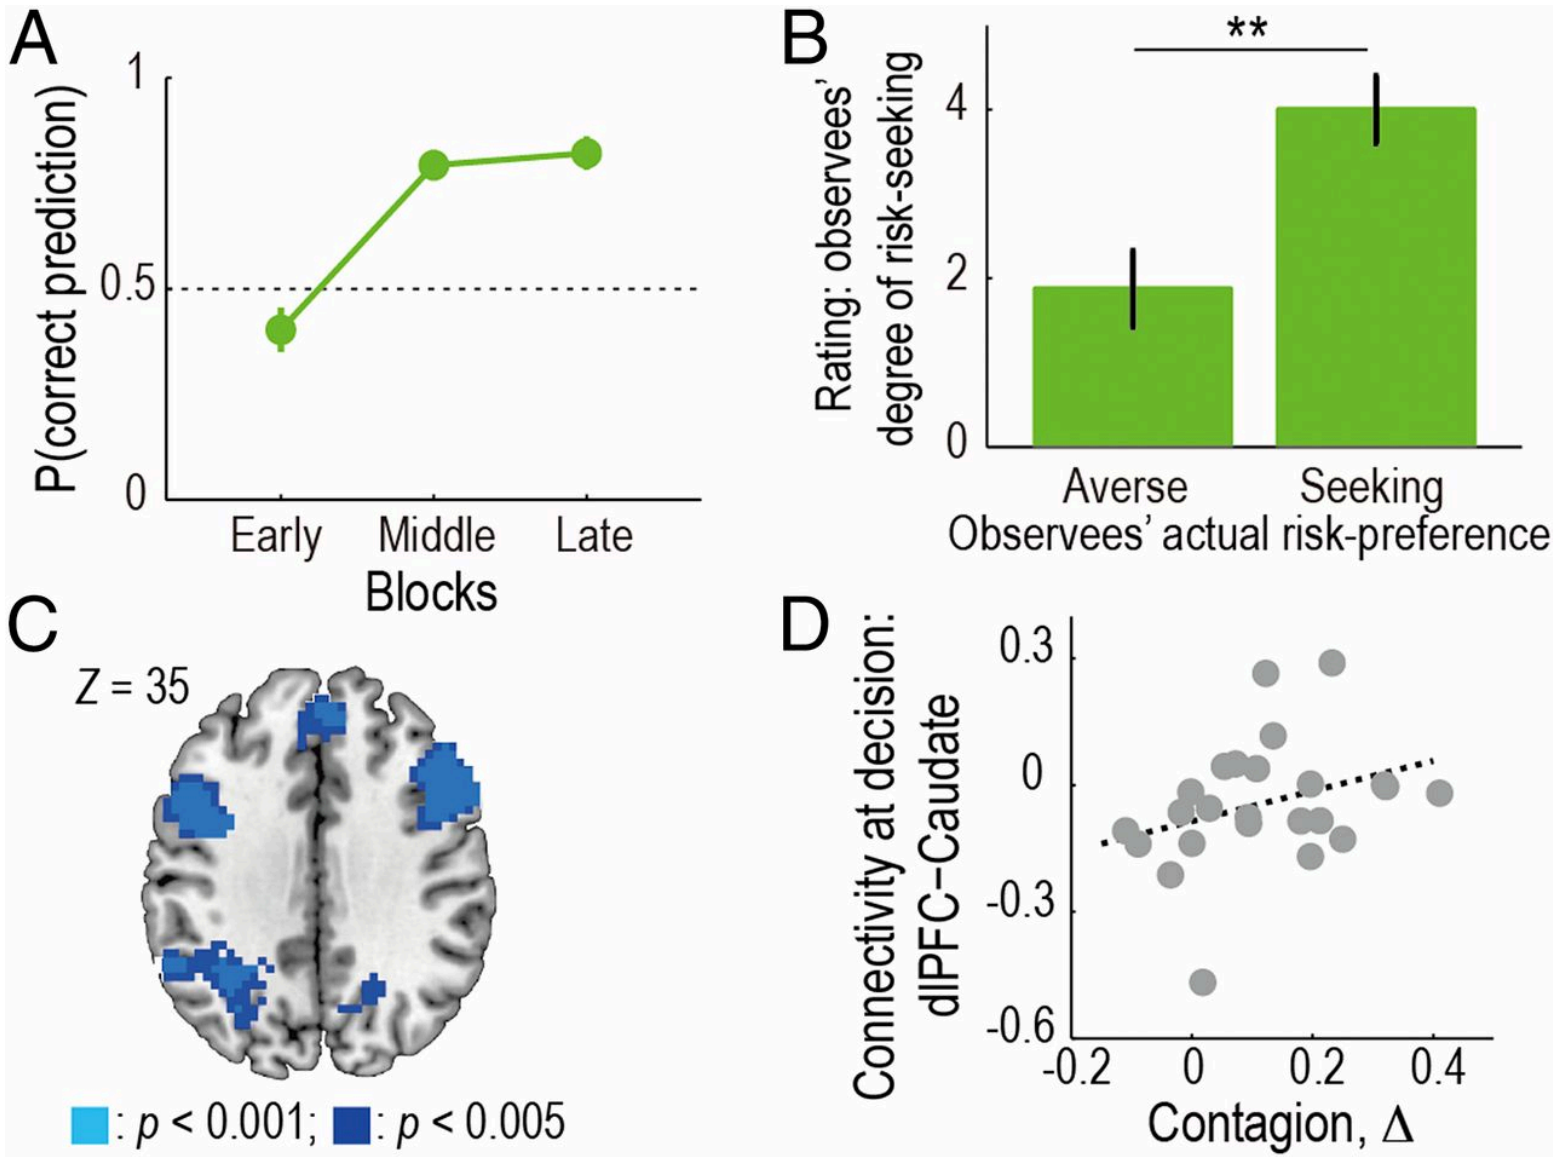 A
P(correct prediction)
1
0.5
0
Early Middle Late
Blocks
B
Rating: observees’
degree of risk-seeking
**
4
2
0
Averse Seeking
Observees’ actual risk-preference
C
Z = 35
: p < 0.001; : p < 0.005
D
Connectivity at decision:
dlPFC–Caudate
0.3
0
-0.3
-0.6
-0.2 0 0.2 0.4
Contagion, Δ